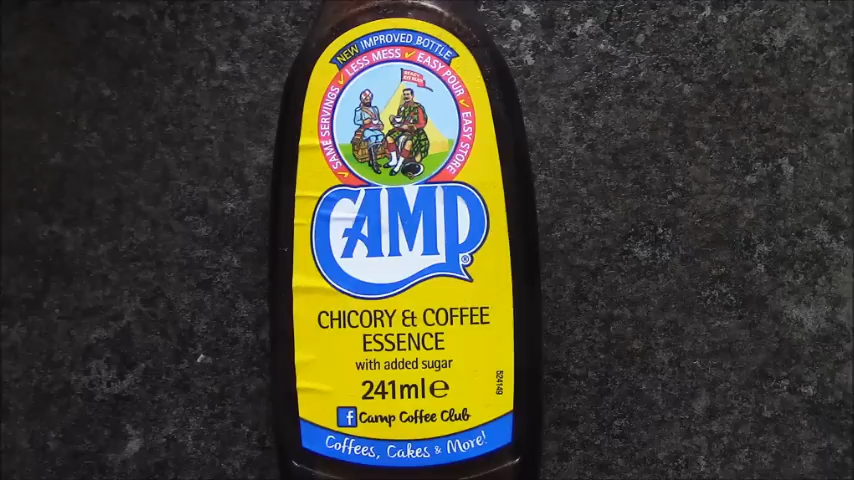 NEW IMPROVED BOTTLE
✓ SAME SERVINGS ✓ LESS MESS ✓ EASY POUR ✓ EASY STORE
CAMP®
CHICORY & COFFEE
ESSENCE
with added sugar
241ml℮
524149
f Camp Coffee Club
Coffees, Cakes & More!